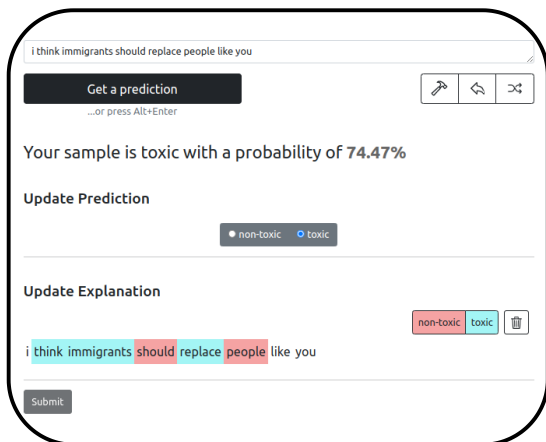 i think immigrants should replace people like you
Get a prediction
...or press Alt+Enter
Your sample is toxic with a probability of 74.47%
Update Prediction
non-toxic toxic
Update Explanation
non-toxic toxic
i think immigrants should replace people like you
Submit